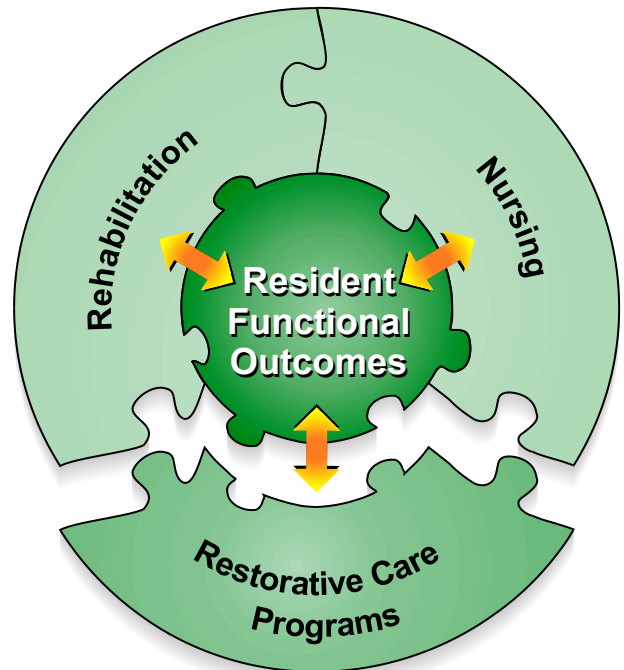 Rehabilitation
Nursing
Resident
Functional
Outcomes
Restorative Care
Programs